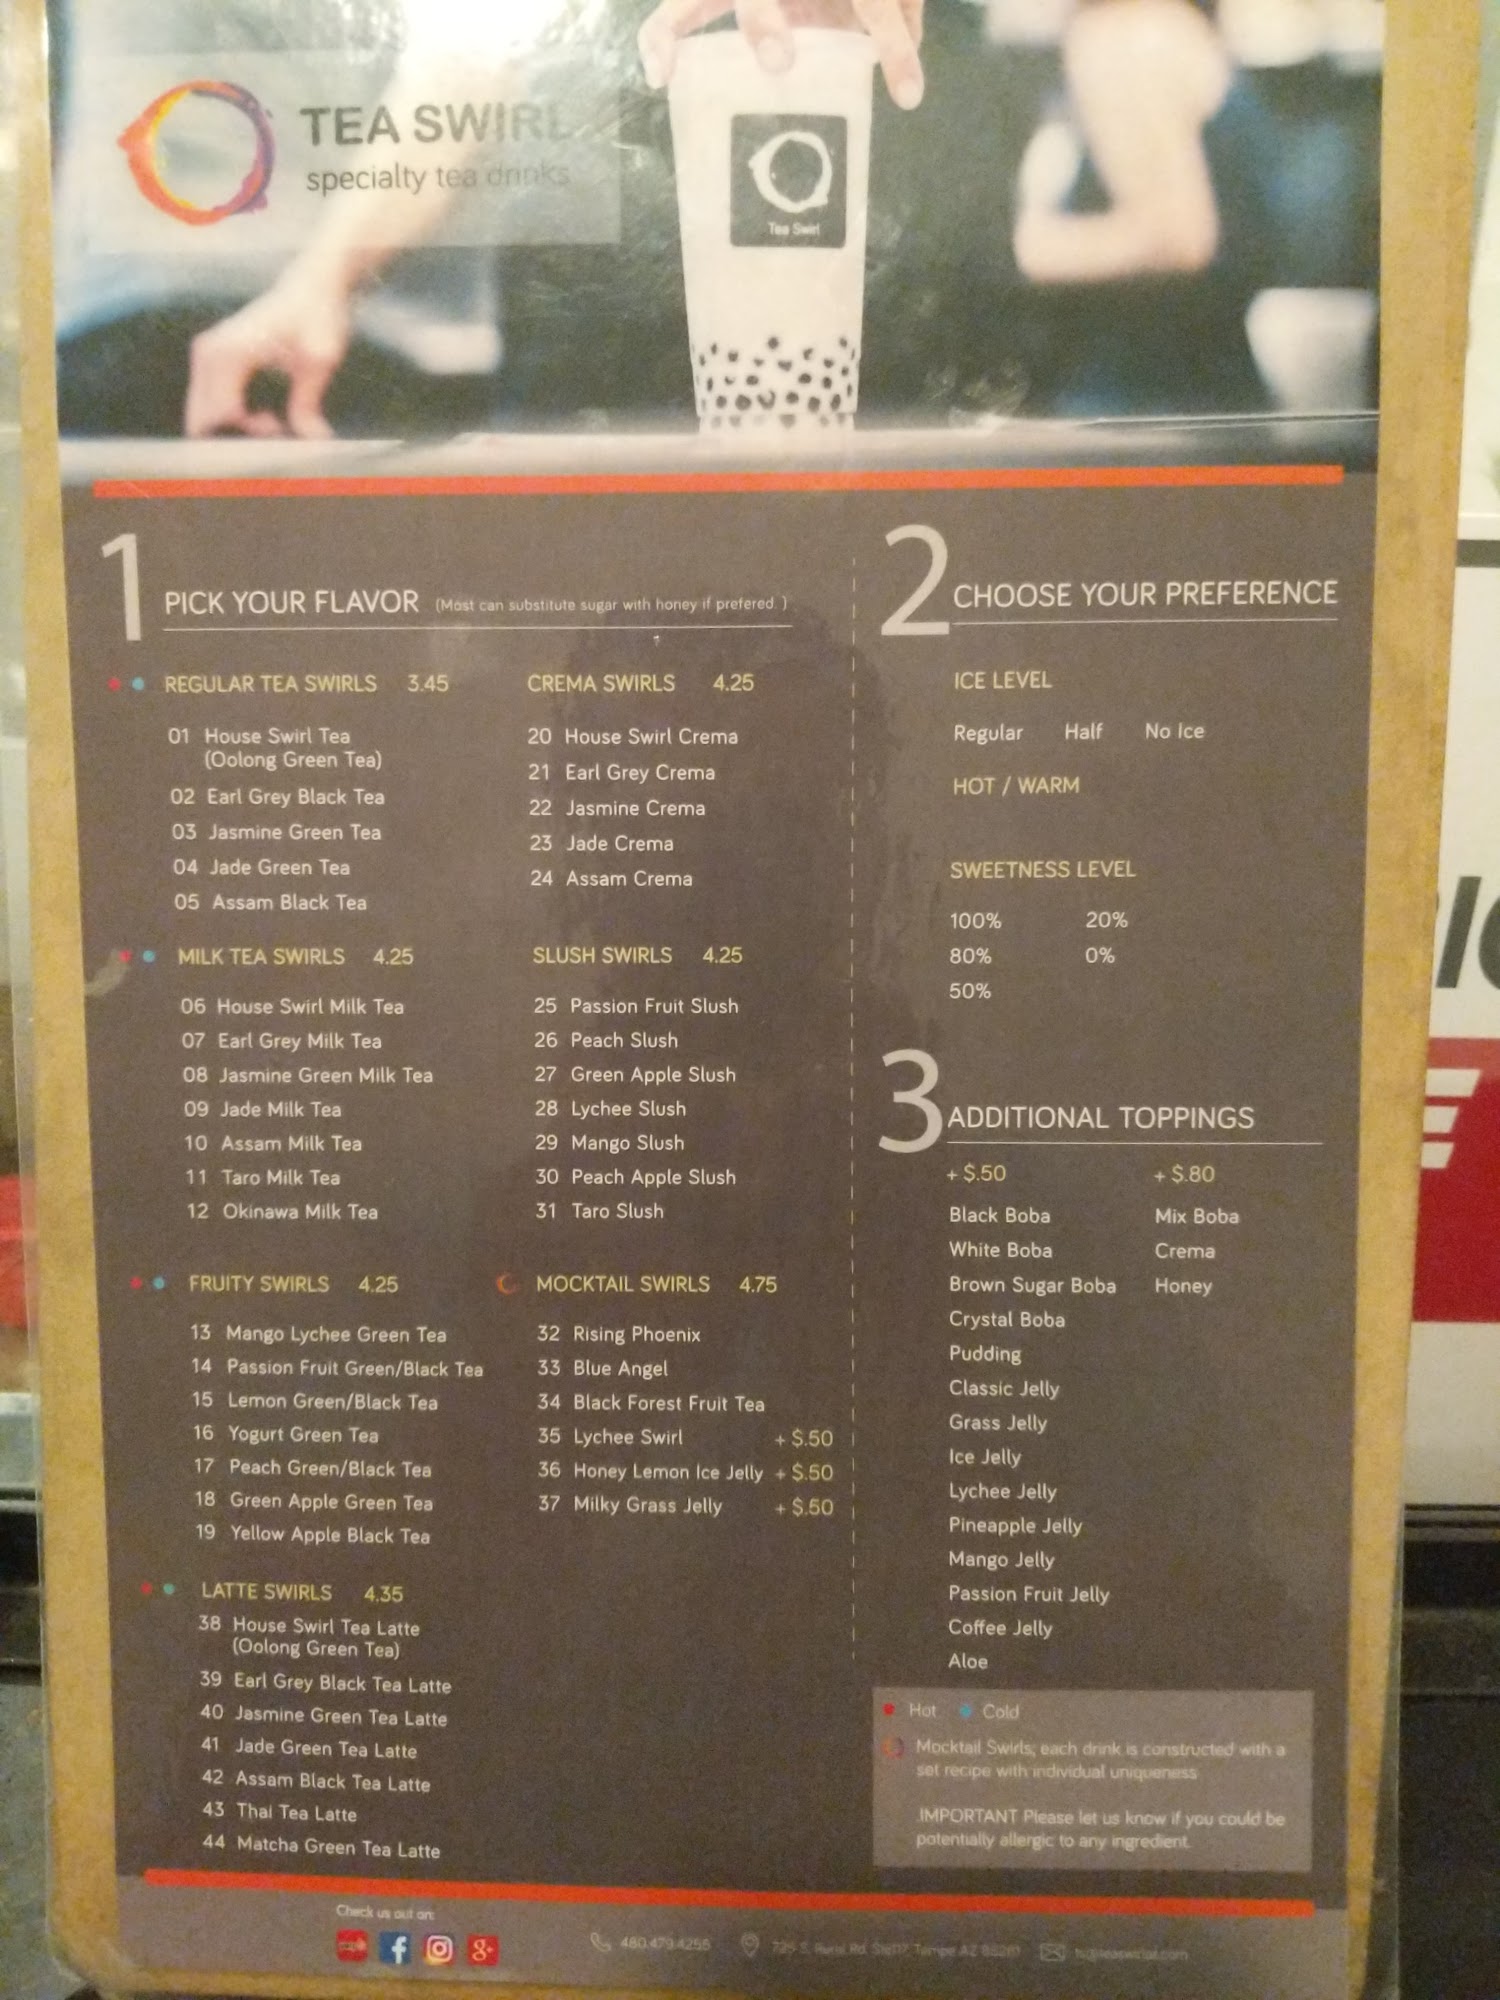 TEA SWIRL
specialty tea drinks
Tea Swirl
1 PICK YOUR FLAVOR (Most can substitute sugar with honey if prefered. )
REGULAR TEA SWIRLS 3.45
01 House Swirl Tea
(Oolong Green Tea)
02 Earl Grey Black Tea
03 Jasmine Green Tea
04 Jade Green Tea
05 Assam Black Tea
MILK TEA SWIRLS 4.25
06 House Swirl Milk Tea
07 Earl Grey Milk Tea
08 Jasmine Green Milk Tea
09 Jade Milk Tea
10 Assam Milk Tea
11 Taro Milk Tea
12 Okinawa Milk Tea
FRUITY SWIRLS 4.25
13 Mango Lychee Green Tea
14 Passion Fruit Green/Black Tea
15 Lemon Green/Black Tea
16 Yogurt Green Tea
17 Peach Green/Black Tea
18 Green Apple Green Tea
19 Yellow Apple Black Tea
LATTE SWIRLS 4.35
38 House Swirl Tea Latte
(Oolong Green Tea)
39 Earl Grey Black Tea Latte
40 Jasmine Green Tea Latte
41 Jade Green Tea Latte
42 Assam Black Tea Latte
43 Thai Tea Latte
44 Matcha Green Tea Latte
CREMA SWIRLS 4.25
20 House Swirl Crema
21 Earl Grey Crema
22 Jasmine Crema
23 Jade Crema
24 Assam Crema
SLUSH SWIRLS 4.25
25 Passion Fruit Slush
26 Peach Slush
27 Green Apple Slush
28 Lychee Slush
29 Mango Slush
30 Peach Apple Slush
31 Taro Slush
MOCKTAIL SWIRLS 4.75
32 Rising Phoenix
33 Blue Angel
34 Black Forest Fruit Tea
35 Lychee Swirl + $.50
36 Honey Lemon Ice Jelly + $.50
37 Milky Grass Jelly + $.50
2 CHOOSE YOUR PREFERENCE
ICE LEVEL
Regular Half No Ice
HOT / WARM
SWEETNESS LEVEL
100% 20%
80% 0%
50%
3 ADDITIONAL TOPPINGS
+ $.50
Black Boba
White Boba
Brown Sugar Boba
Crystal Boba
Pudding
Classic Jelly
Grass Jelly
Ice Jelly
Lychee Jelly
Pineapple Jelly
Mango Jelly
Passion Fruit Jelly
Coffee Jelly
Aloe
+ $.80
Mix Boba
Crema
Honey
Hot Cold
Mocktail Swirls; each drink is constructed with a
set recipe with individual uniqueness
.IMPORTANT Please let us know if you could be
potentially allergic to any ingredient.
Check us out on:
480.479.4255
Rural Rd, Tempe AZ